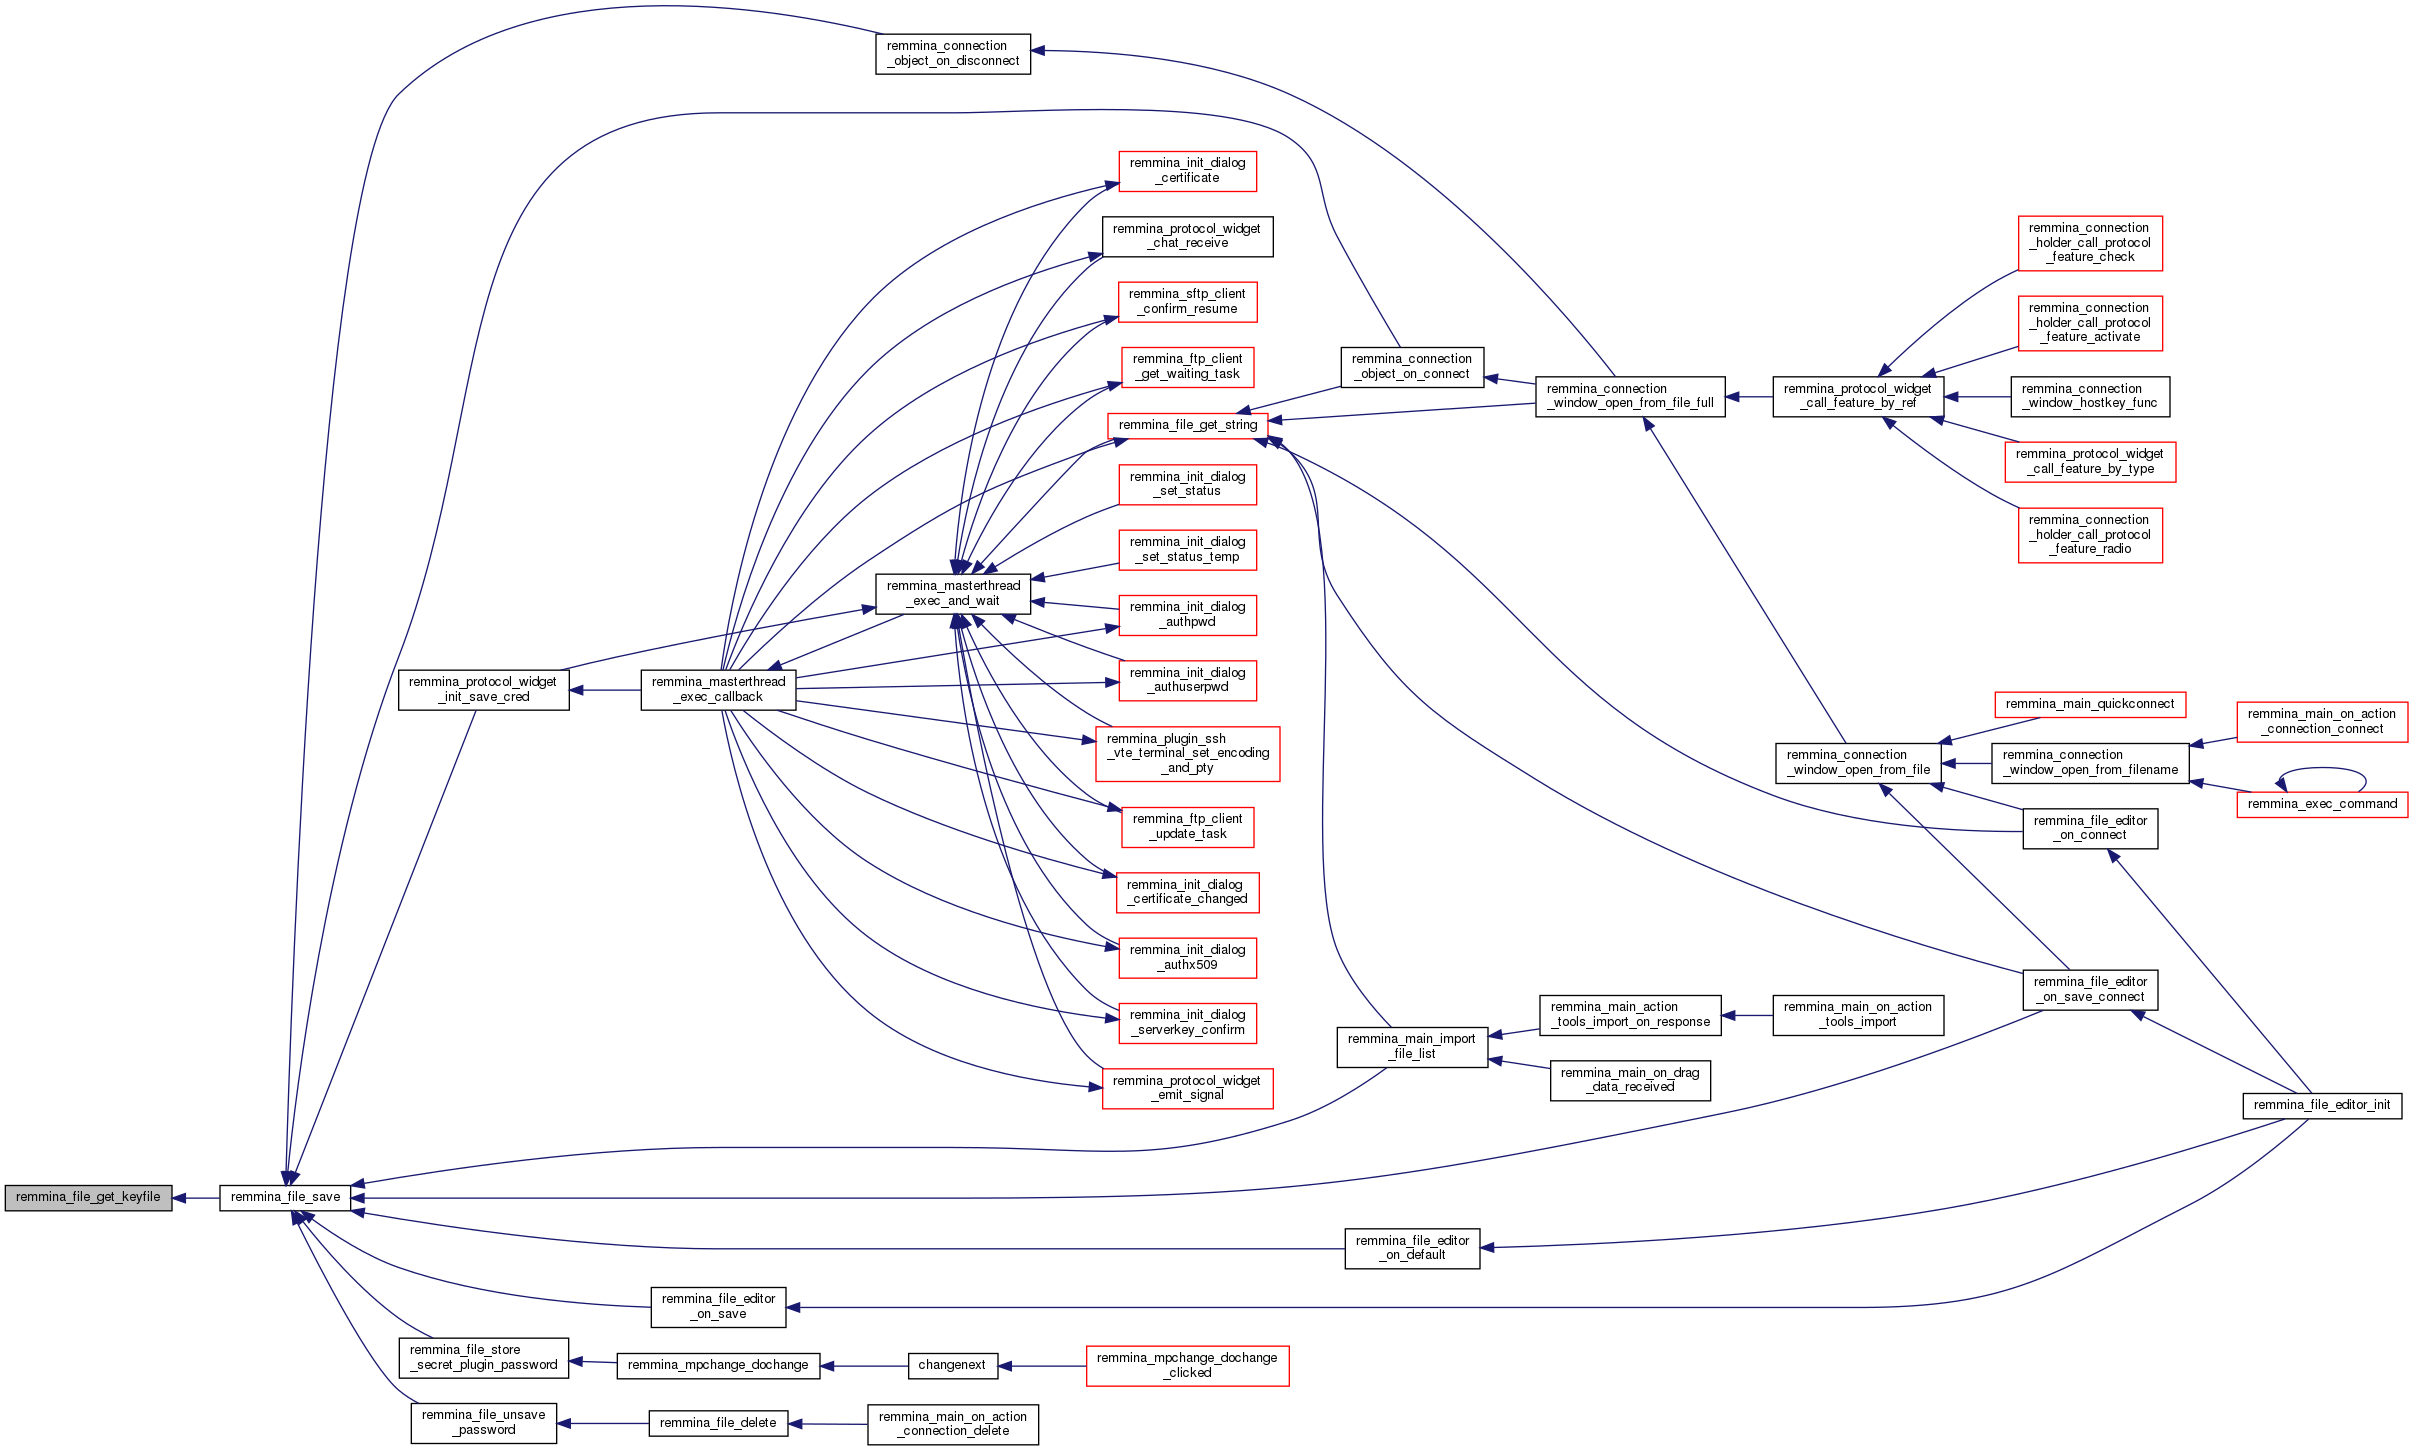 remmina_file_get_keyfile
remmina_file_save
remmina_connection
_object_on_disconnect
remmina_protocol_widget
_init_save_cred
remmina_masterthread
_exec_callback
remmina_masterthread
_exec_and_wait
remmina_init_dialog
_certificate
remmina_protocol_widget
_chat_receive
remmina_sftp_client
_confirm_resume
remmina_ftp_client
_get_waiting_task
remmina_file_get_string
remmina_init_dialog
_set_status
remmina_init_dialog
_set_status_temp
remmina_init_dialog
_authpwd
remmina_init_dialog
_authuserpwd
remmina_plugin_ssh
_vte_terminal_set_encoding
_and_pty
remmina_ftp_client
_update_task
remmina_init_dialog
_certificate_changed
remmina_init_dialog
_authx509
remmina_init_dialog
_serverkey_confirm
remmina_protocol_widget
_emit_signal
remmina_connection
_object_on_connect
remmina_connection
_window_open_from_file_full
remmina_protocol_widget
_call_feature_by_ref
remmina_connection
_holder_call_protocol
_feature_check
remmina_connection
_holder_call_protocol
_feature_activate
remmina_connection
_window_hostkey_func
remmina_protocol_widget
_call_feature_by_type
remmina_connection
_holder_call_protocol
_feature_radio
remmina_connection
_window_open_from_file
remmina_main_quickconnect
remmina_connection
_window_open_from_filename
remmina_main_on_action
_connection_connect
remmina_exec_command
remmina_file_editor
_on_connect
remmina_file_editor
_on_save_connect
remmina_main_import
_file_list
remmina_main_action
_tools_import_on_response
remmina_main_on_action
_tools_import
remmina_main_on_drag
_data_received
remmina_file_editor_init
remmina_file_editor
_on_default
remmina_file_editor
_on_save
remmina_file_store
_secret_plugin_password
remmina_mpchange_dochange
changenext
remmina_mpchange_dochange
_clicked
remmina_file_unsave
_password
remmina_file_delete
remmina_main_on_action
_connection_delete